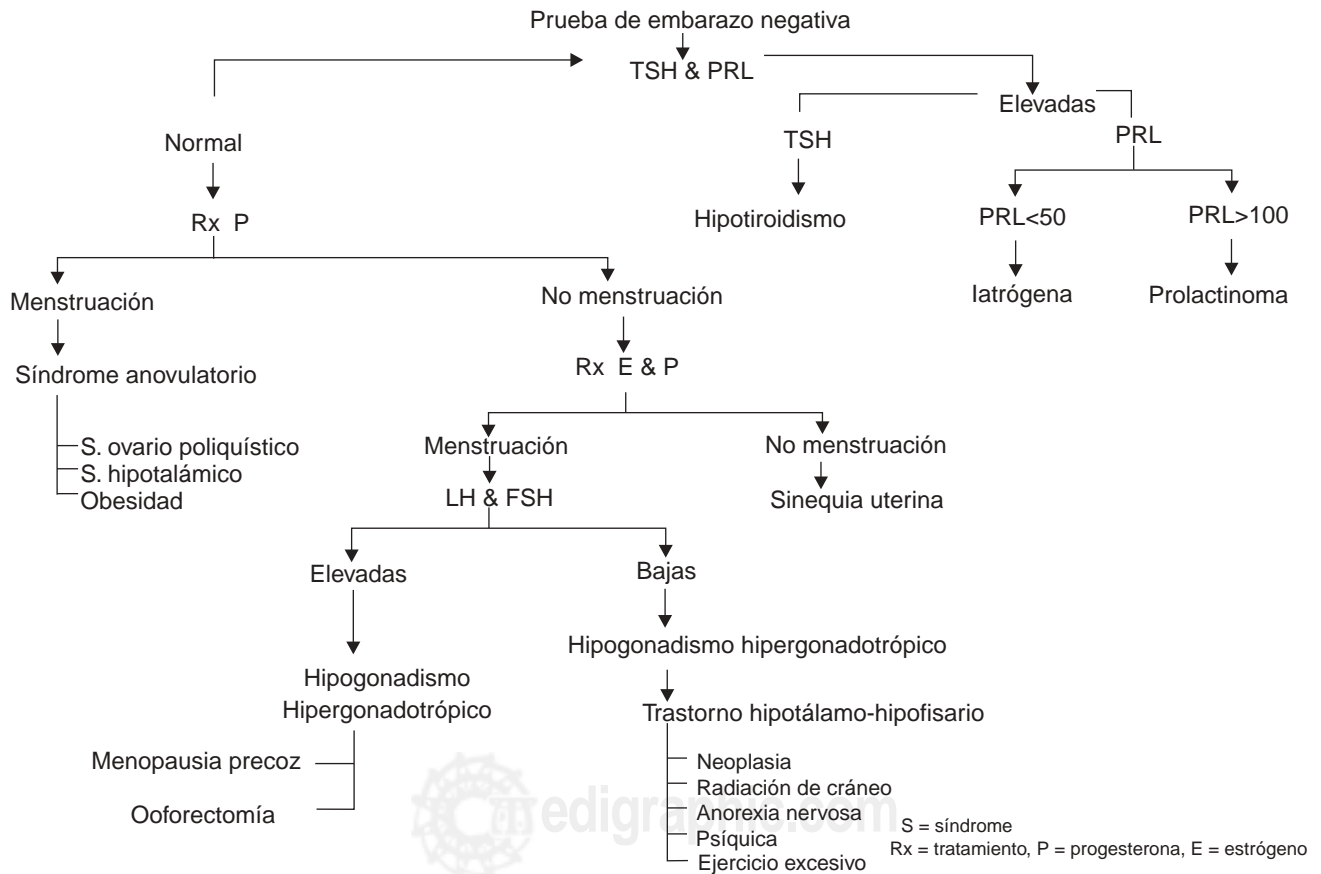 Prueba de embarazo negativa
TSH & PRL
Elevadas
Normal
TSH
PRL
Rx P
Hipotiroidismo
PRL<50
PRL>100
Menstruación
No menstruación
Iatrógena
Prolactinoma
Síndrome anovulatorio
Rx E & P
S. ovario poliquístico
S. hipotalámico
Obesidad
Menstruación
No menstruación
LH & FSH
Sinequia uterina
Elevadas
Bajas
Hipogonadismo
Hipergonadotrópico
Hipogonadismo hipergonadotrópico
Menopausia precoz
Ooforectomía
Trastorno hipotálamo-hipofisario
Neoplasia
Radiación de cráneo
Anorexia nervosa
Psíquica
Ejercicio excesivo
edigraphic.com
S = síndrome
Rx = tratamiento, P = progesterona, E = estrógeno